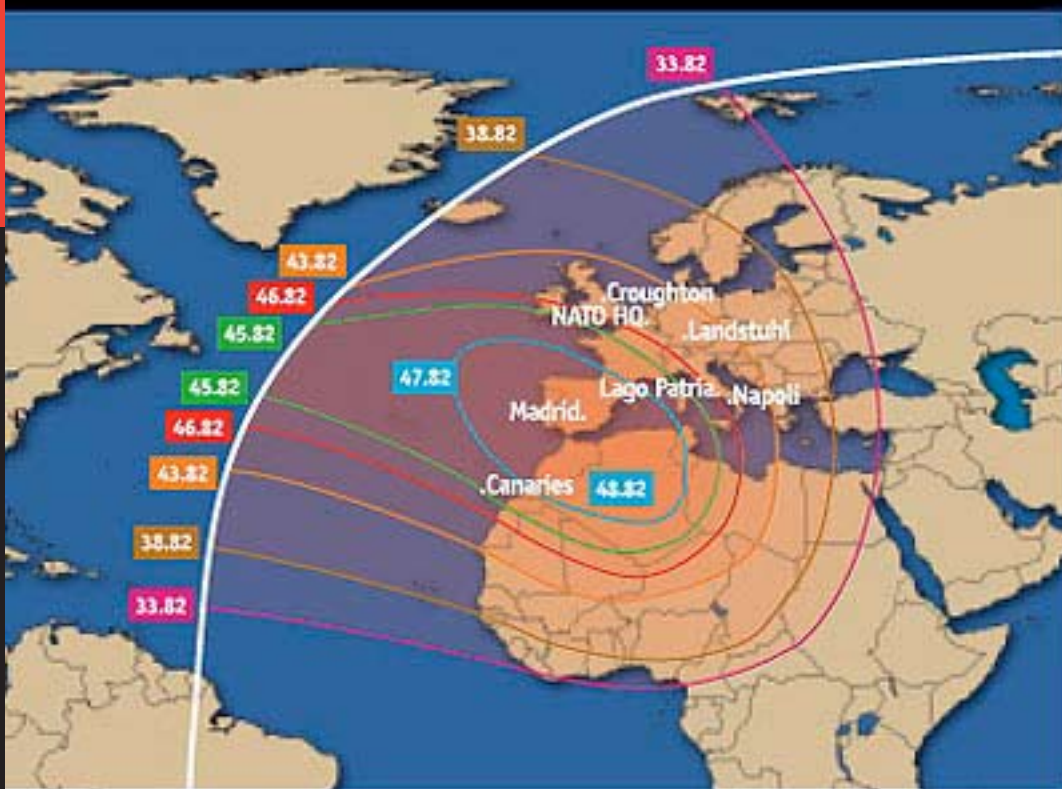 33.82
38.82
43.82
46.82
45.82
.Croughton
NATO HQ.
.Landstuhl
47.82
45.82
Lago Patria.
.Napoli
Madrid.
46.82
43.82
.Canaries
48.82
38.82
33.82